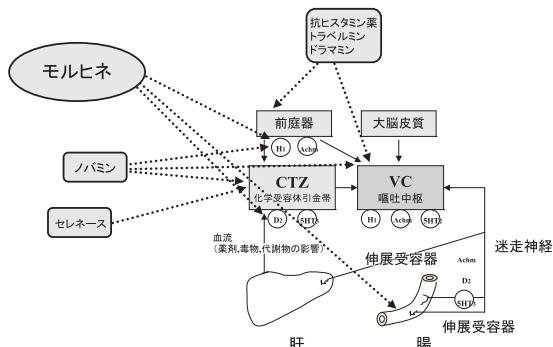 抗ヒスタミン薬
トラベルミン
ドラマミン
モルヒネ
前庭器
大脳皮質
H1
Achm
ノバミン
CTZ
化学受容体引金帯
VC
嘔吐中枢
セレネース
D2
5HT3
H1
Achm
5HT2
血流
(薬剤,毒物,代謝物の影響)
伸展受容器
迷走神経
Achm
D2
5HT3
伸展受容器
肝
腸